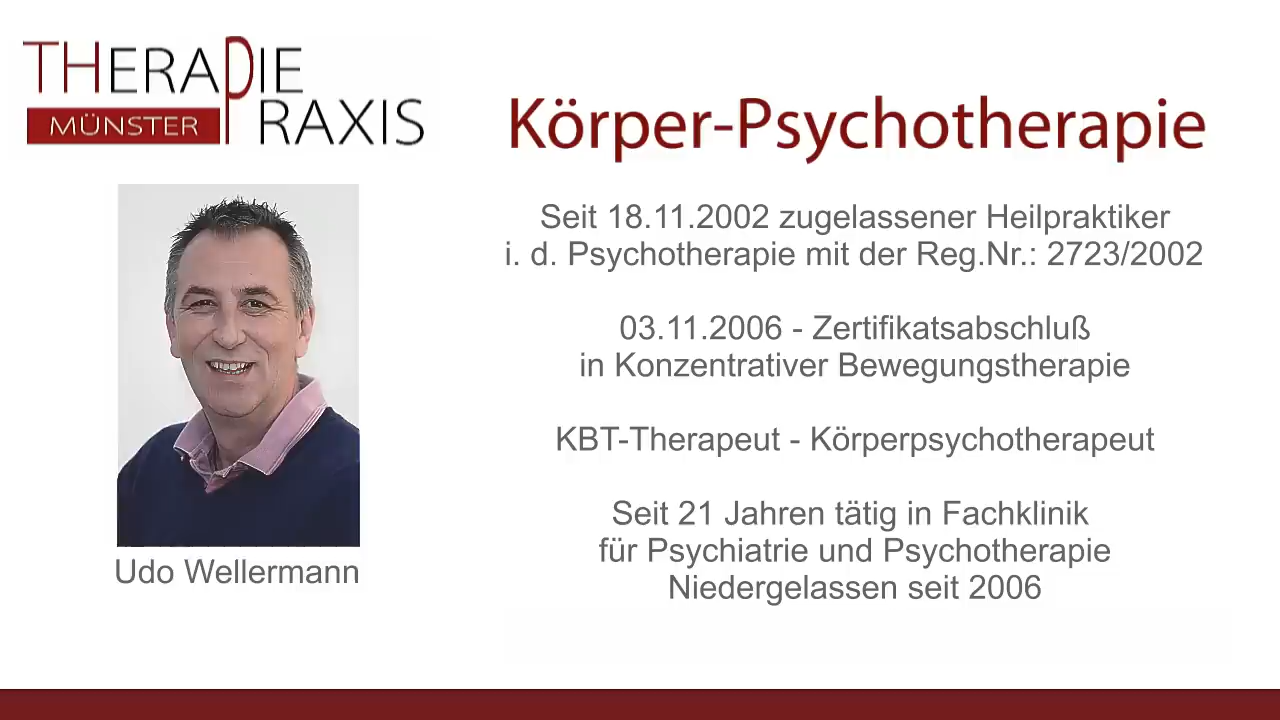 THERAPIE
MÜNSTER PRAXIS
Körper-Psychotherapie
Seit 18.11.2002 zugelassener Heilpraktiker
i. d. Psychotherapie mit der Reg.Nr.: 2723/2002
03.11.2006 - Zertifikatsabschluß
in Konzentrativer Bewegungstherapie
KBT-Therapeut - Körperpsychotherapeut
Seit 21 Jahren tätig in Fachklinik
für Psychiatrie und Psychotherapie
Niedergelassen seit 2006
Udo Wellermann